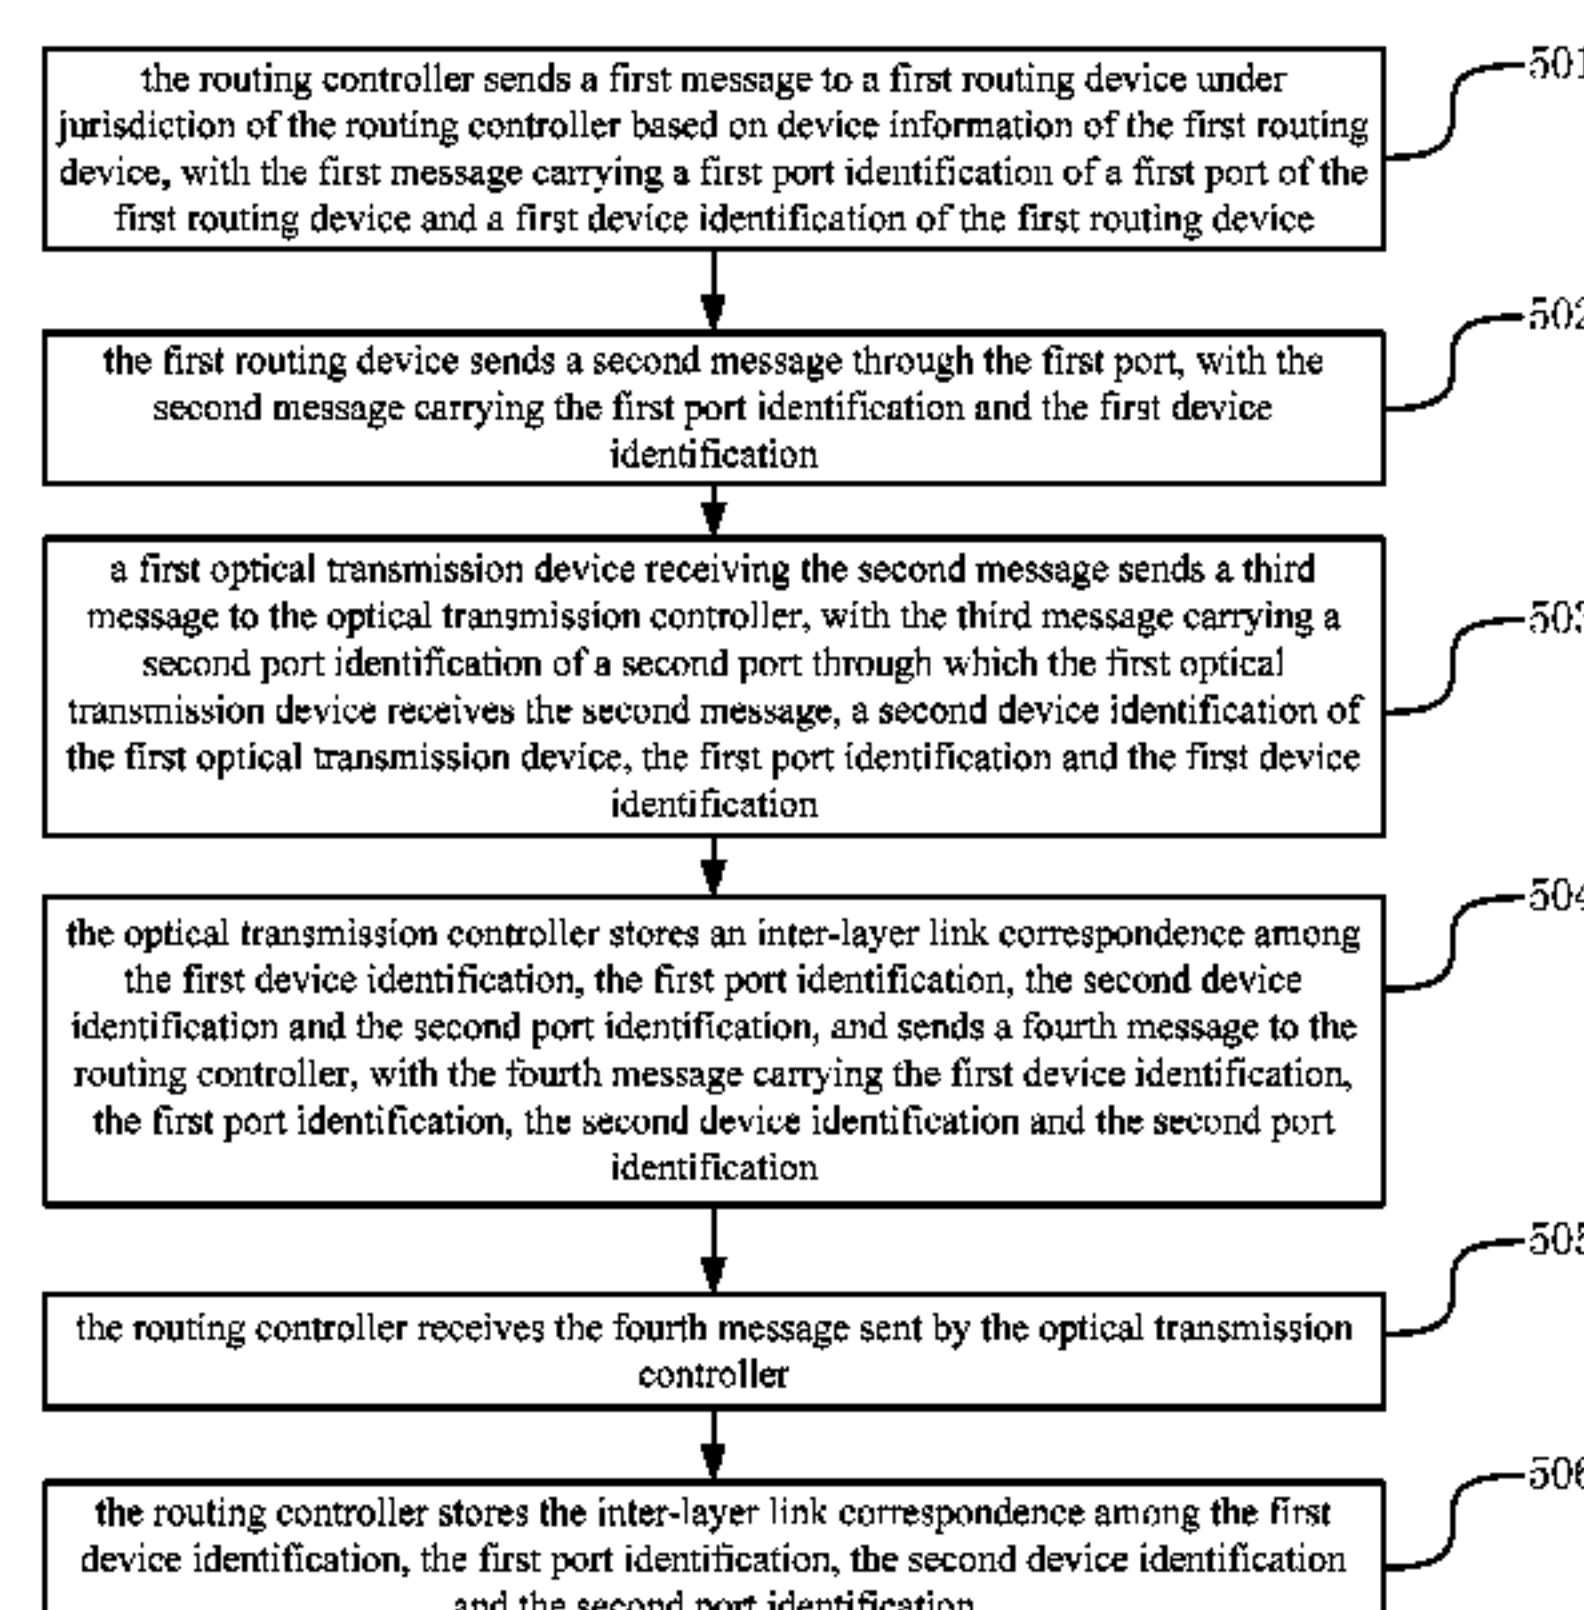 501
the routing controller sends a first message to a first routing device under
jurisdiction of the routing controller based on device information of the first routing
device, with the first message carrying a first port identification of a first port of the
first routing device and a first device identification of the first routing device
502
the first routing device sends a second message through the first port, with the
second message carrying the first port identification and the first device
identification
503
a first optical transmission device receiving the second message sends a third
message to the optical transmission controller, with the third message carrying a
second port identification of a second port through which the first optical
transmission device receives the second message, a second device identification of
the first optical transmission device, the first port identification and the first device
identification
504
the optical transmission controller stores an inter-layer link correspondence among
the first device identification, the first port identification, the second device
identification and the second port identification, and sends a fourth message to the
routing controller, with the fourth message carrying the first device identification,
the first port identification, the second device identification and the second port
identification
505
the routing controller receives the fourth message sent by the optical transmission
controller
506
the routing controller stores the inter-layer link correspondence among the first
device identification, the first port identification, the second device identification
and the second port identification